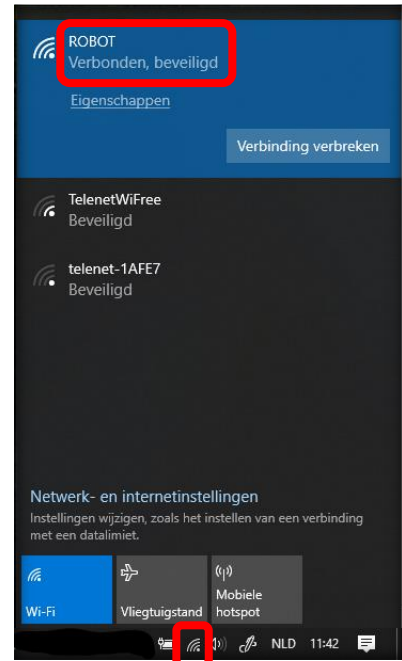 ROBOT
Verbonden, beveiligd
Eigenschappen
Verbinding verbreken
TelenetWiFree
Beveiligd
telenet-1AFE7
Beveiligd
Netwerk- en internetinstellingen
Instellingen wijzigen, zoals het instellen van een verbinding
met een datalimiet.
Wi-Fi
Vliegtuigstand
Mobiele
hotspot
NLD 11:42